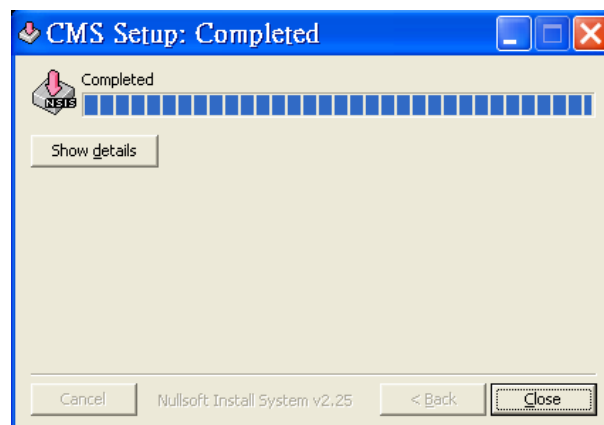 CMS Setup: Completed
Completed
NSIS
Show details
Cancel
Nullsoft Install System v2.25
< Back
Close